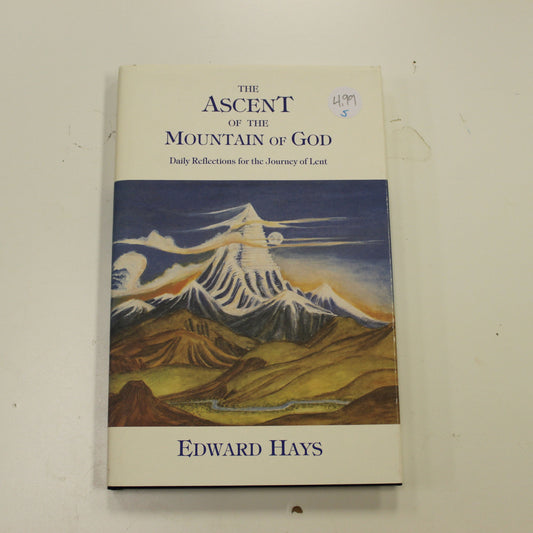 THE
ASCENT
OF THE
MOUNTAIN OF GOD
Daily Reflections for the Journey of Lent
4.99
5
EDWARD HAYS